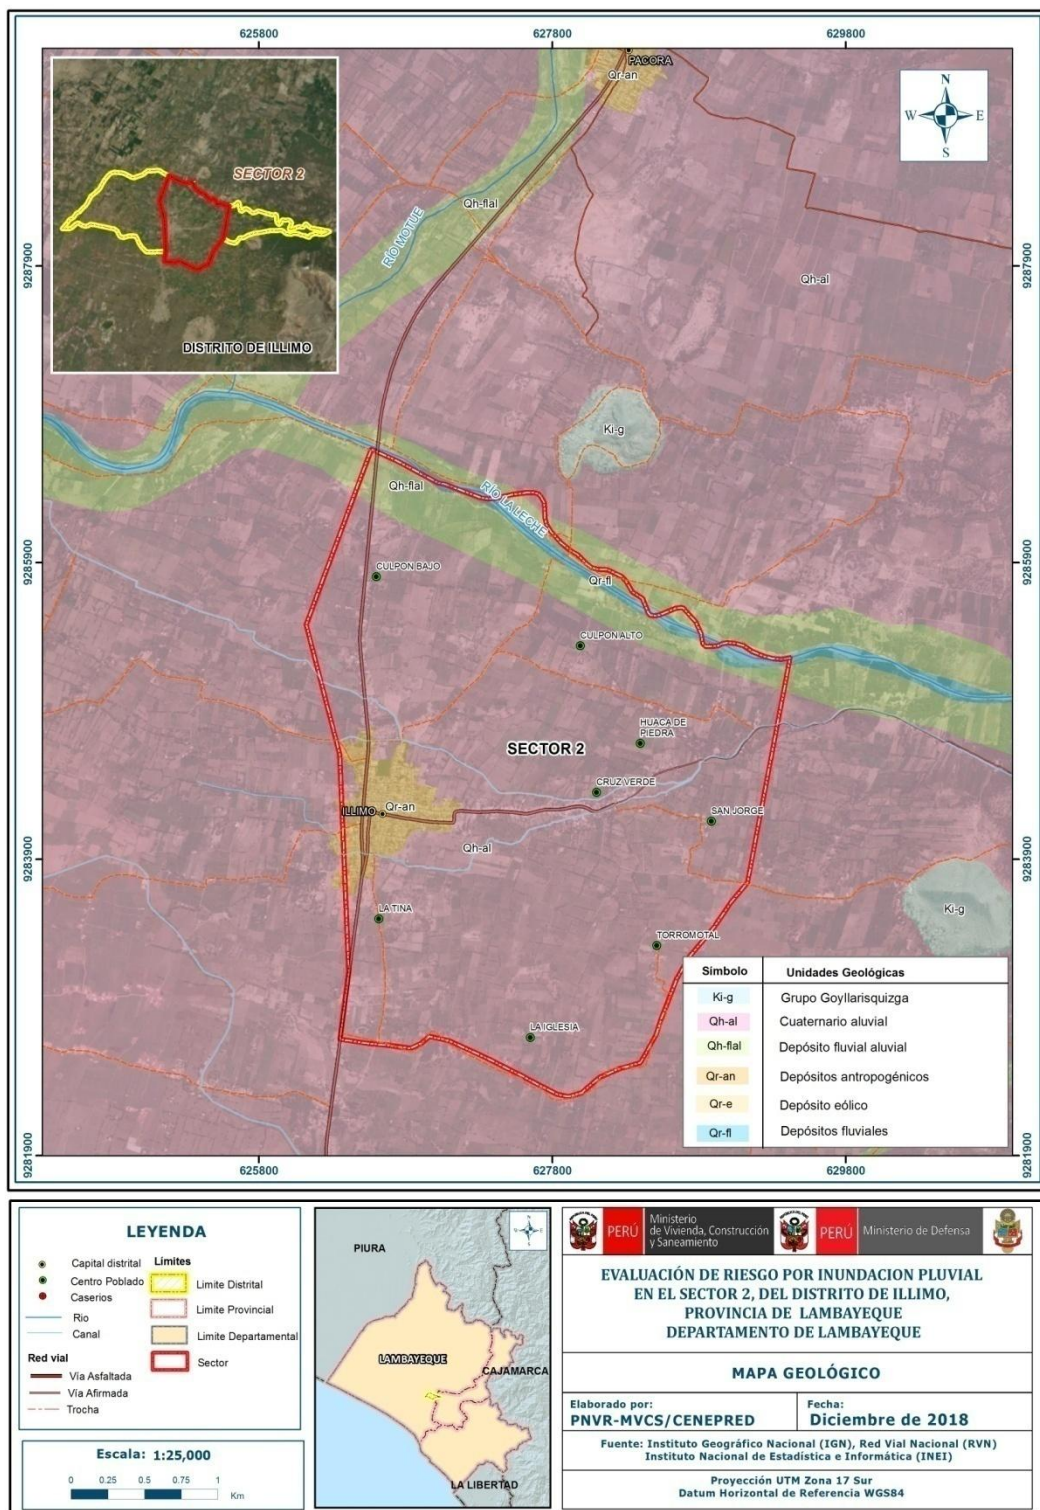 625800
627800
629800
PACORA
Qr-an
N
W
E
S
SECTOR 2
DISTRITO DE ILLIMO
RÍO MOTUE
Qh-flal
9287900
9287900
Qh-al
Ki-g
Qh-flal
RÍO LA LECHE
9285900
9285900
CULPON BAJO
Qr-fl
CULPON ALTO
HUACA DE
PIEDRA
SECTOR 2
CRUZ VERDE
ILLIMO
Qr-an
SAN JORGE
Qh-al
9283900
9283900
Ki-g
LA TINA
TORROMOTAL
LA IGLESIA
Símbolo Unidades Geológicas
Ki-g Grupo Goyllarisquizga
Qh-al Cuaternario aluvial
Qh-flal Depósito fluvial aluvial
Qr-an Depósitos antropogénicos
Qr-e Depósito eólico
Qr-fl Depósitos fluviales
9281900
9281900
625800
627800
629800
LEYENDA
Capital distrital
Centro Poblado
Caserios
Rio
Canal
Red vial
Vía Asfaltada
Vía Afirmada
Trocha
Límites
Limite Distrital
Limite Provincial
Limite Departamental
Sector
Escala: 1:25,000
0 0.25 0.5 0.75 1
Km
PIURA
LAMBAYEQUE
CAJAMARCA
LA LIBERTAD
PERÚ
Ministerio
de Vivienda, Construcción
y Saneamiento
PERÚ
Ministerio de Defensa
EVALUACIÓN DE RIESGO POR INUNDACION PLUVIAL
EN EL SECTOR 2, DEL DISTRITO DE ILLIMO,
PROVINCIA DE LAMBAYEQUE
DEPARTAMENTO DE LAMBAYEQUE
MAPA GEOLÓGICO
Elaborado por:
PNVR-MVCS/CENEPRED
Fecha:
Diciembre de 2018
Fuente: Instituto Geográfico Nacional (IGN), Red Vial Nacional (RVN)
Instituto Nacional de Estadística e Informática (INEI)
Proyección UTM Zona 17 Sur
Datum Horizontal de Referencia WGS84